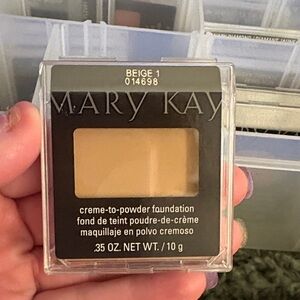 BEIGE 1
014698
MARY KAY
creme-to-powder foundation
fond de teint poudre-de-crème
maquillaje en polvo cremoso
.35 OZ. NET WT. / 10 g